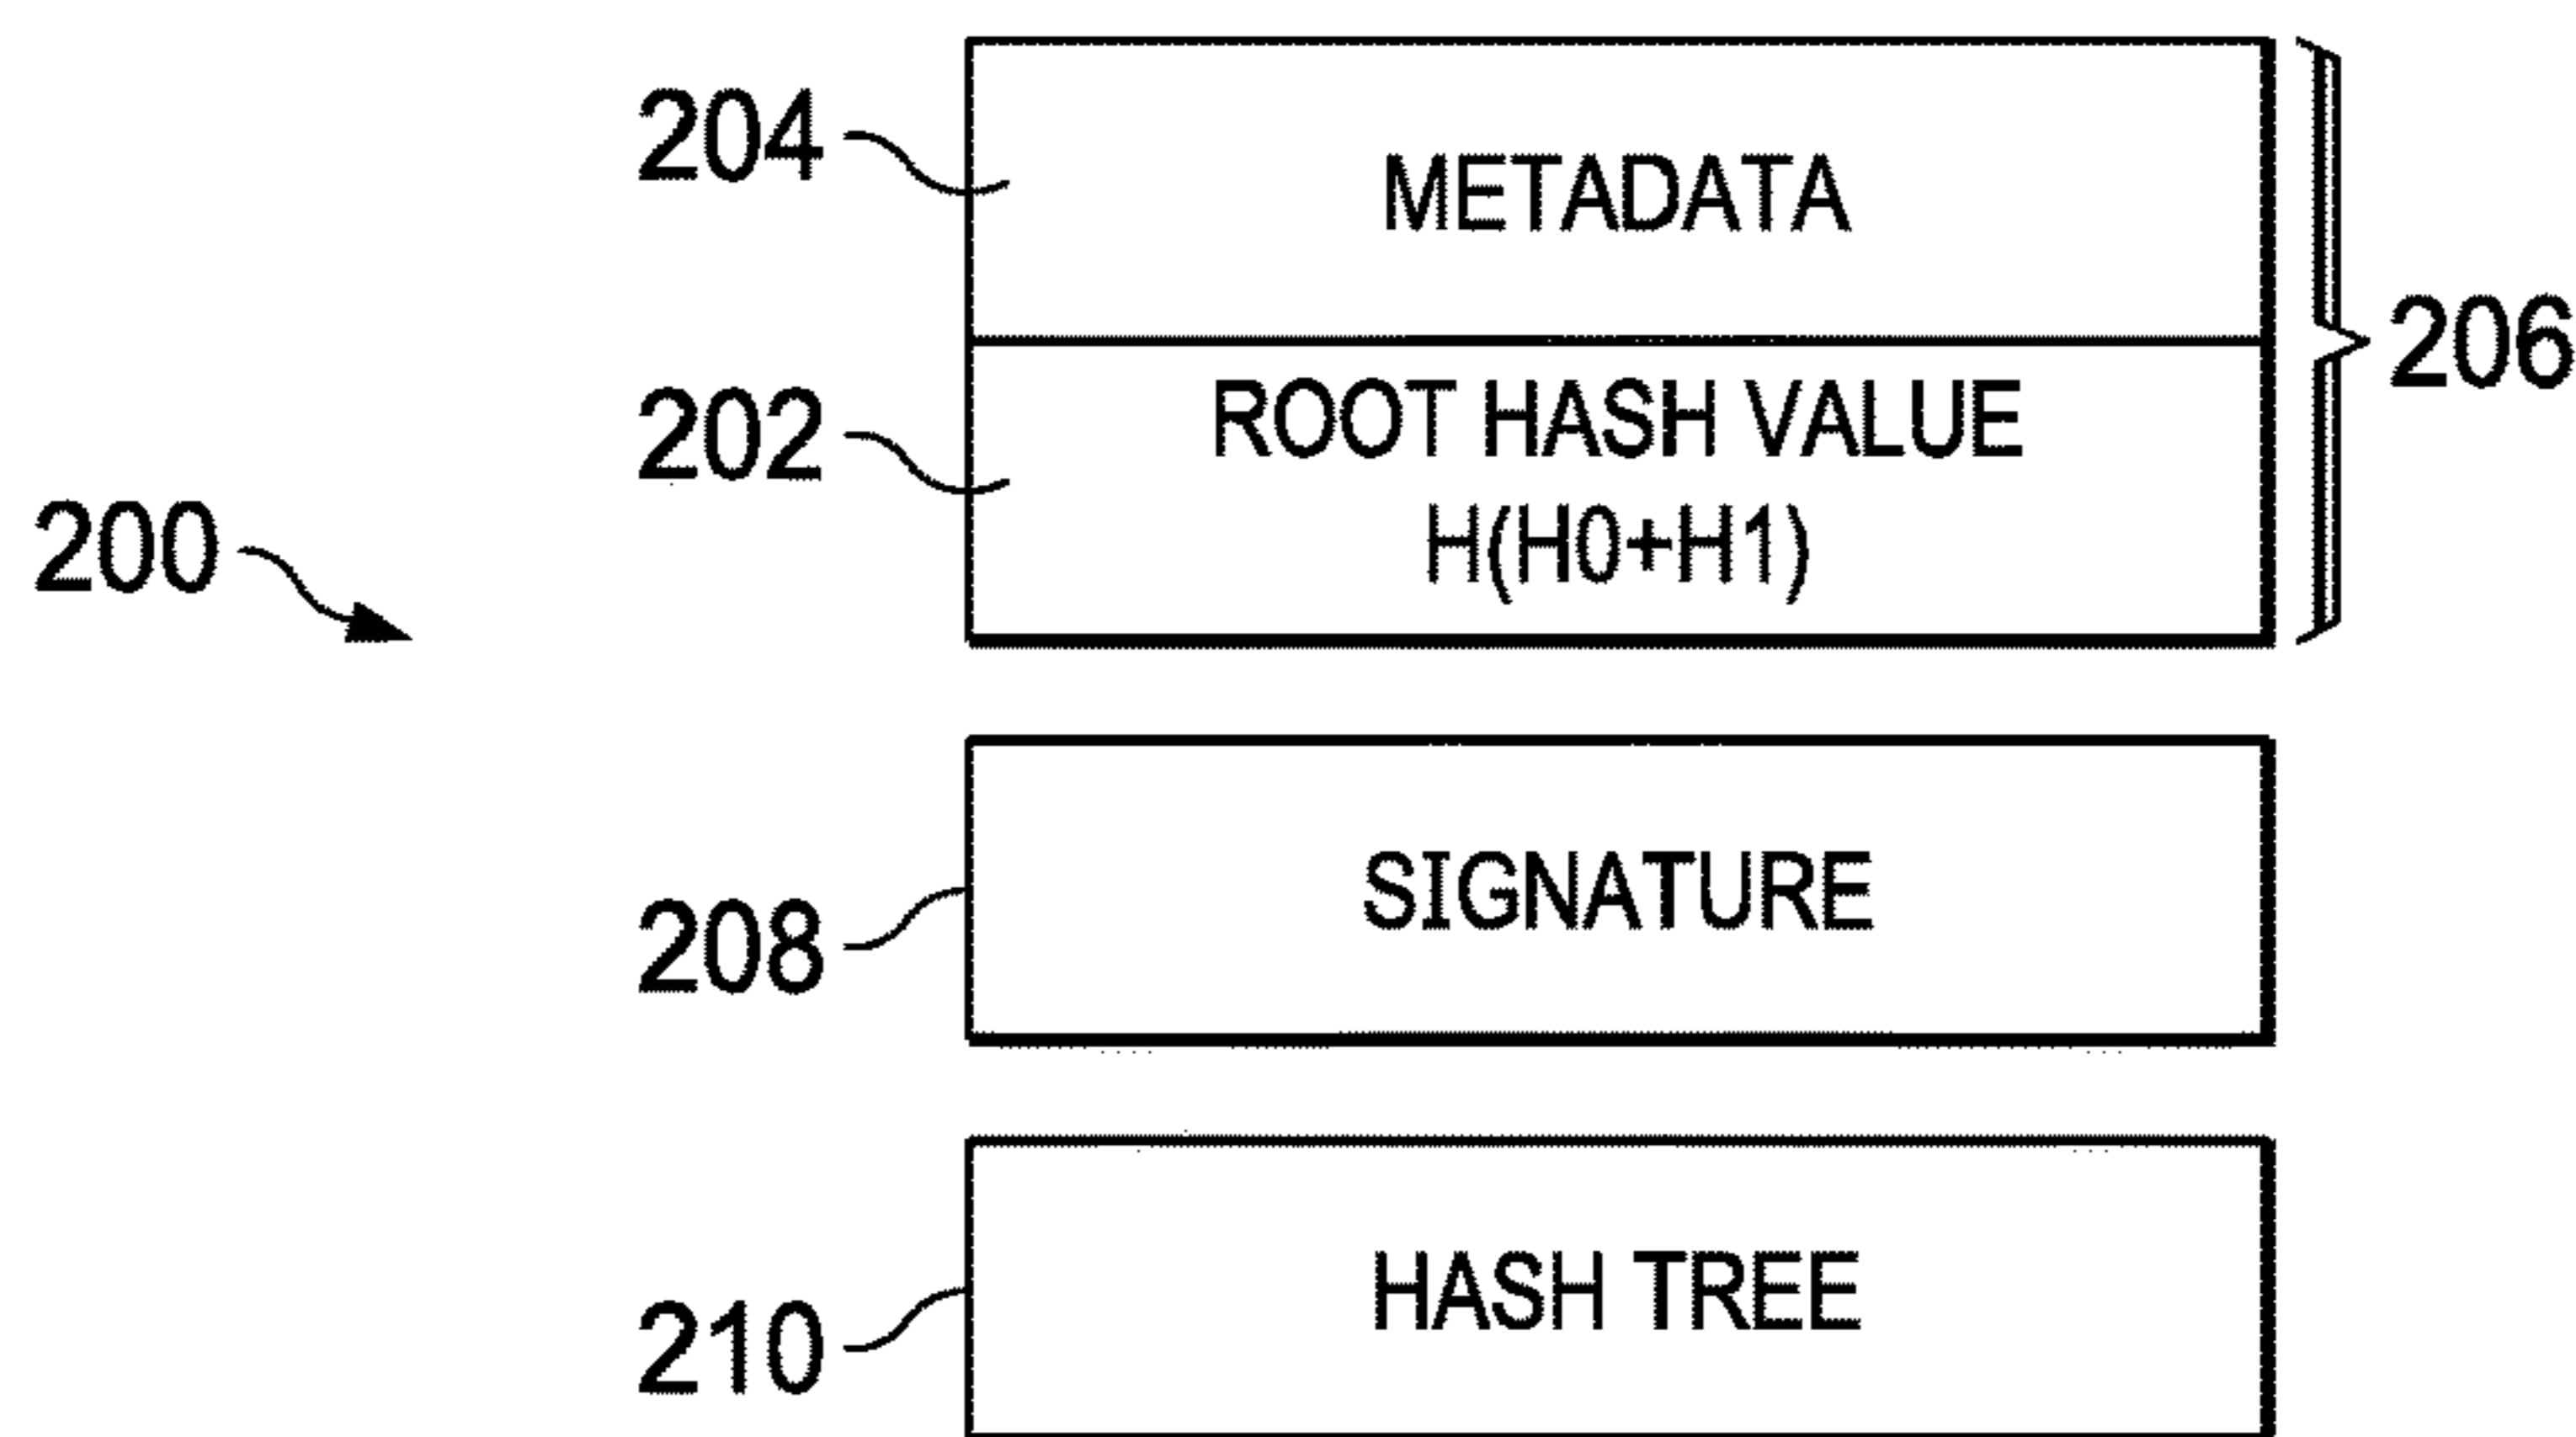 204
METADATA
206
202
ROOT HASH VALUE
H(H0+H1)
200
208
SIGNATURE
210
HASH TREE